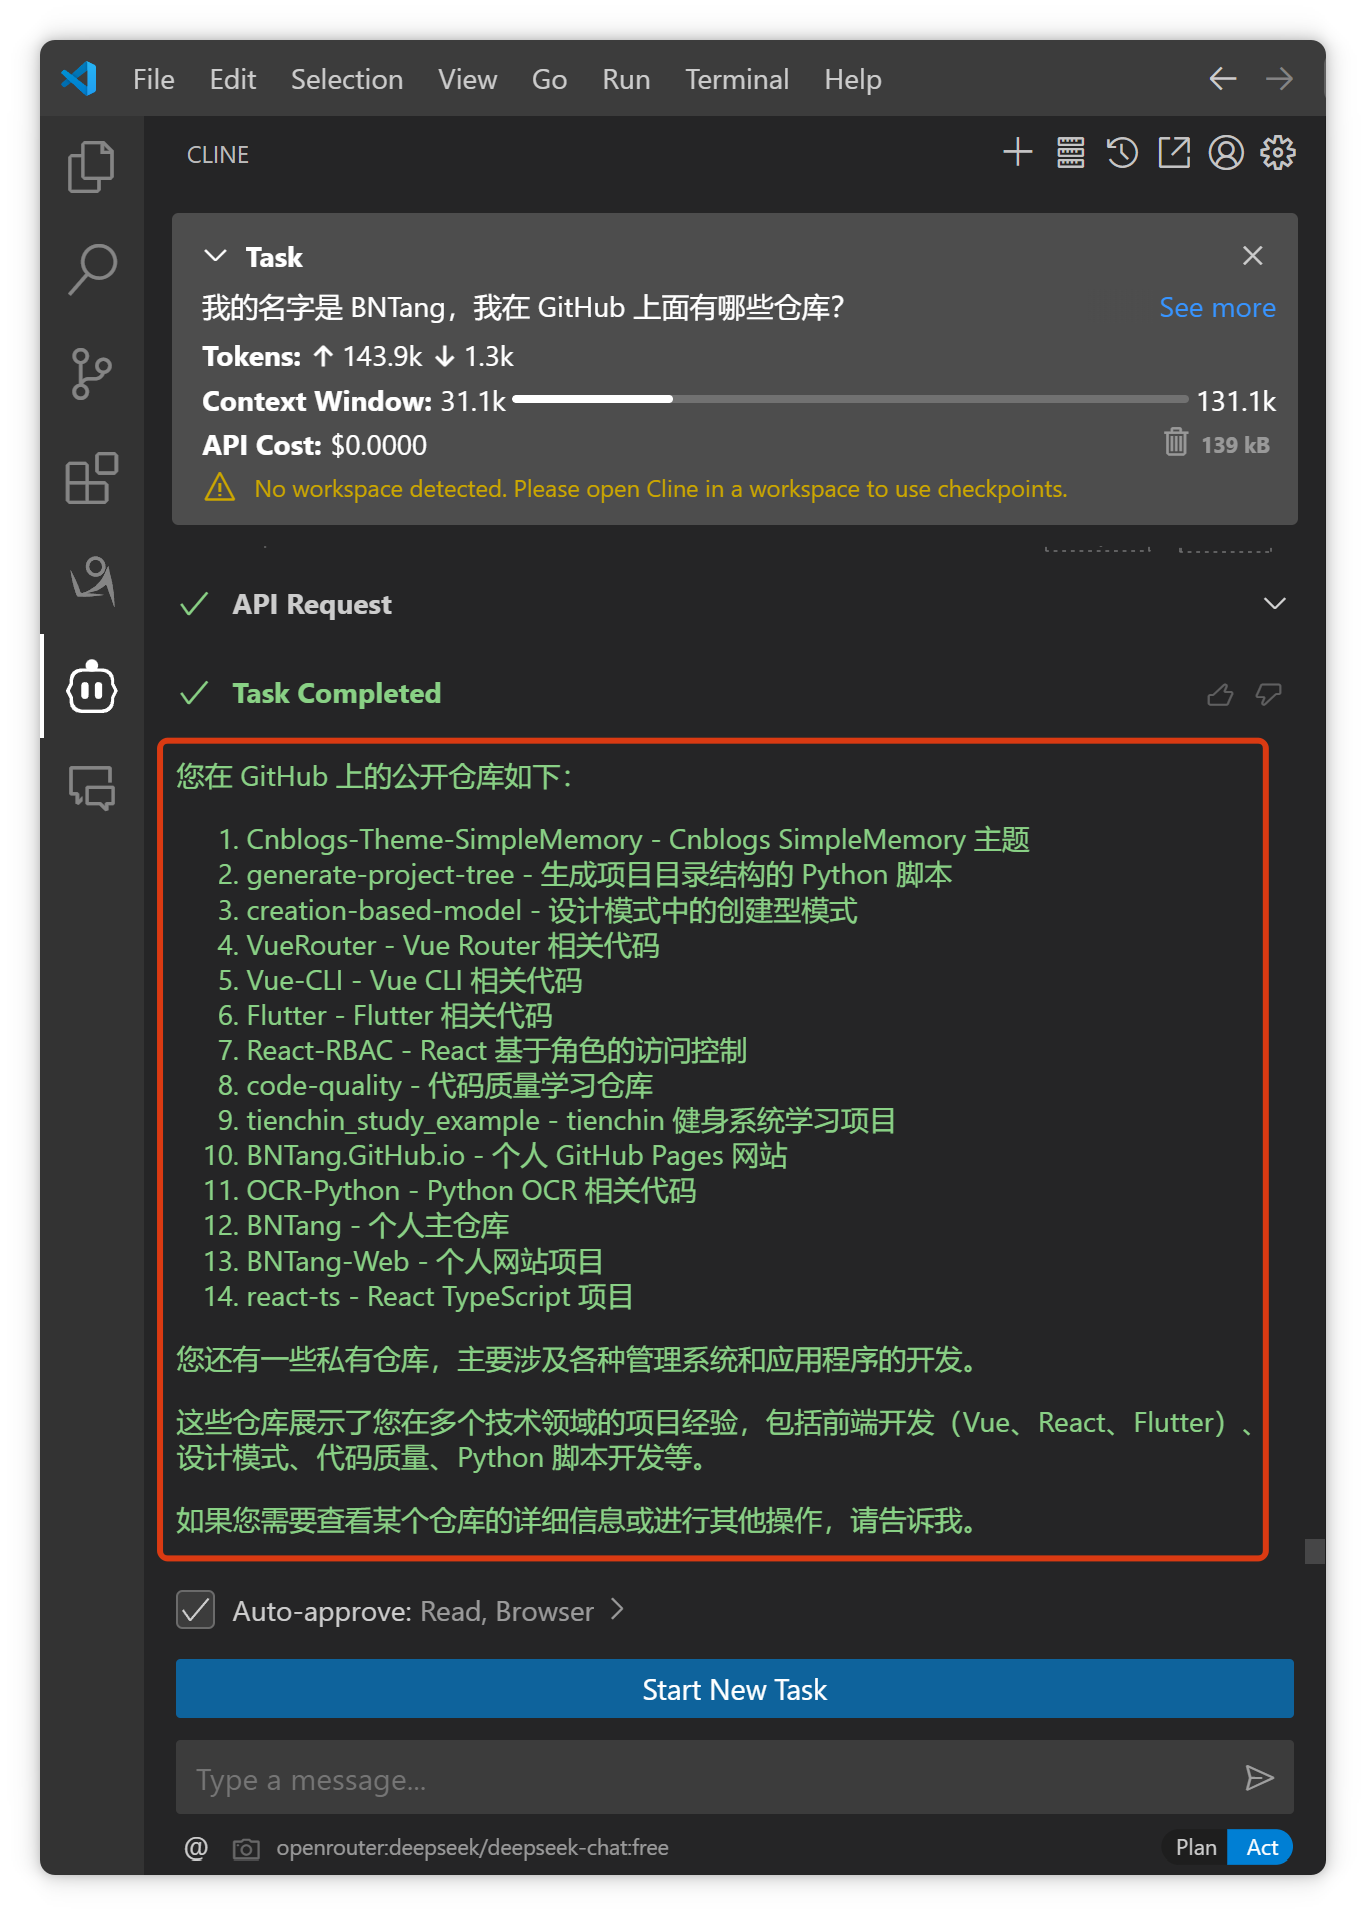 File Edit Selection View Go Run Terminal Help
CLINE
Task
我的名字是 BNTang，我在 GitHub 上面有哪些仓库？
See more
Tokens: ↑ 143.9k ↓ 1.3k
Context Window: 31.1k 131.1k
API Cost: $0.0000
139 kB
No workspace detected. Please open Cline in a workspace to use checkpoints.
API Request
Task Completed
您在 GitHub 上的公开仓库如下：
1. Cnblogs-Theme-SimpleMemory - Cnblogs SimpleMemory 主题
2. generate-project-tree - 生成项目目录结构的 Python 脚本
3. creation-based-model - 设计模式中的创建型模式
4. VueRouter - Vue Router 相关代码
5. Vue-CLI - Vue CLI 相关代码
6. Flutter - Flutter 相关代码
7. React-RBAC - React 基于角色的访问控制
8. code-quality - 代码质量学习仓库
9. tienchin_study_example - tienchin 健身系统学习项目
10. BNTang.GitHub.io - 个人 GitHub Pages 网站
11. OCR-Python - Python OCR 相关代码
12. BNTang - 个人主仓库
13. BNTang-Web - 个人网站项目
14. react-ts - React TypeScript 项目
您还有一些私有仓库，主要涉及各种管理系统和应用程序的开发。
这些仓库展示了您在多个技术领域的项目经验，包括前端开发（Vue、React、Flutter）、
设计模式、代码质量、Python 脚本开发等。
如果您需要查看某个仓库的详细信息或进行其他操作，请告诉我。
Auto-approve: Read, Browser
Start New Task
Type a message...
@ openrouter:deepseek/deepseek-chat:free
Plan Act